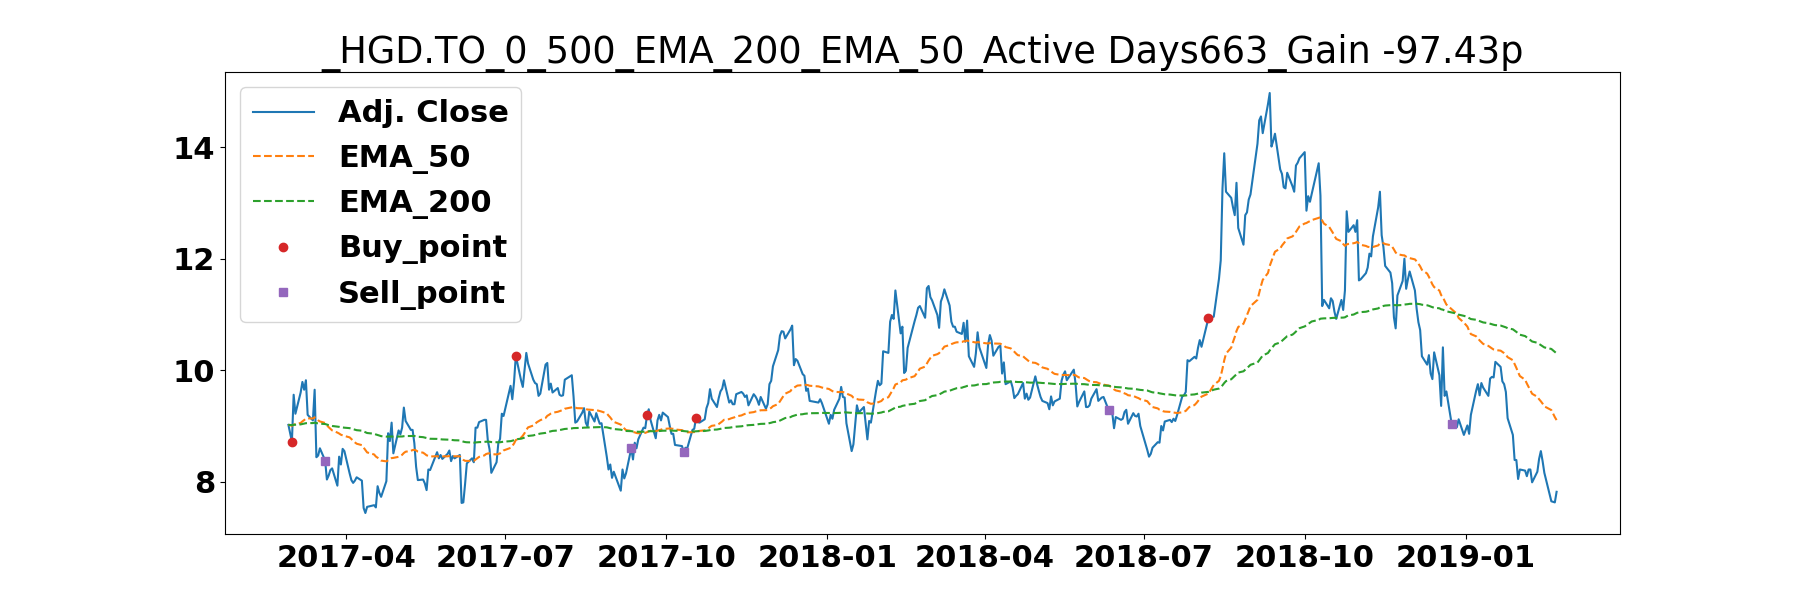 _HGD.TO_0_500_EMA_200_EMA_50_Active Days663_Gain -97.43p
Adj. Close
EMA_50
EMA_200
Buy_point
Sell_point
14
12
10
8
2017-04 2017-07 2017-10 2018-01 2018-04 2018-07 2018-10 2019-01